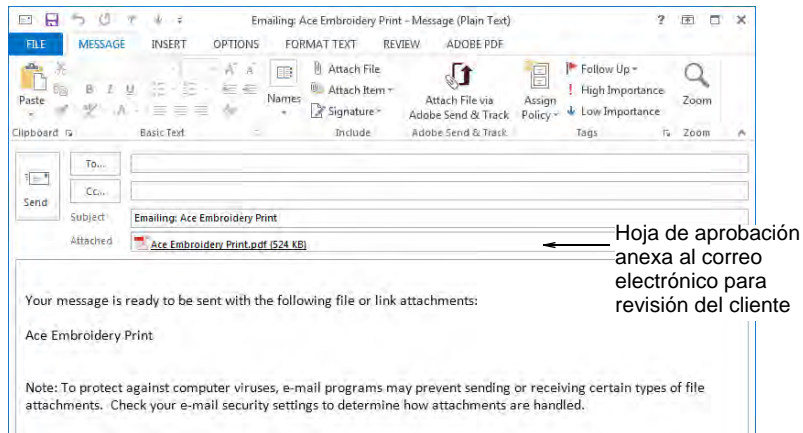 Emailing: Ace Embroidery Print - Message (Plain Text)
?
FILE MESSAGE INSERT OPTIONS FORMAT TEXT REVIEW ADOBE PDF
Paste
B I U
A A
A
Names
Attach File
Attach Item
Signature
Attach File via
Adobe Send & Track
Assign
Policy
Follow Up
! High Importance
Low Importance
Zoom
Clipboard Basic Text Include Adobe Send & Track Tags Zoom
Send
To...
Cc...
Subject Emailing: Ace Embroidery Print
Attached Ace Embroidery Print.pdf (524 KB)
Hoja de aprobación
anexa al correo
electrónico para
revisión del cliente
Your message is ready to be sent with the following file or link attachments:
Ace Embroidery Print
Note: To protect against computer viruses, e-mail programs may prevent sending or receiving certain types of file
attachments. Check your e-mail security settings to determine how attachments are handled.